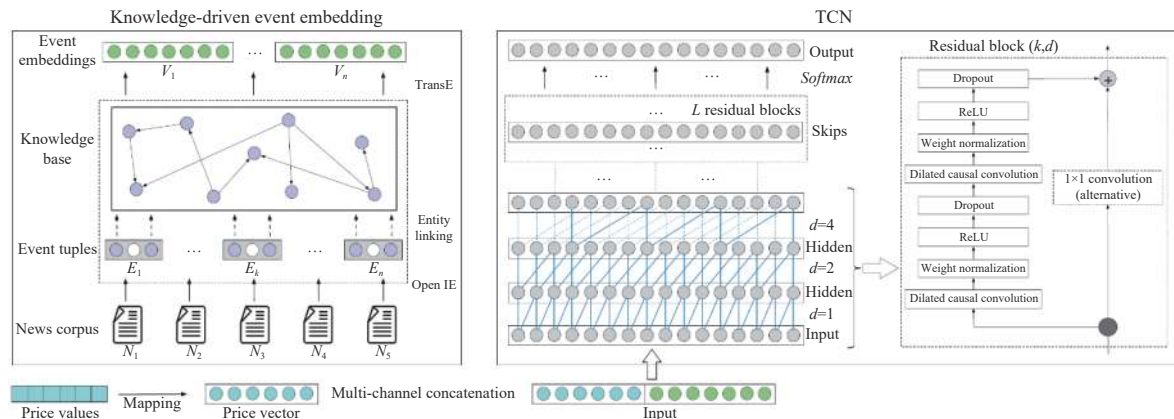 Knowledge-driven event embedding
Event
embeddings
…
V1
Vn
TransE
Knowledge
base
Entity
linking
Event tuples
…
…
E1
Ek
En
Open IE
News corpus
N1
N2
N3
N4
N5
TCN
Output
…
…
Softmax
…
L residual blocks
Skips
…
…
…
d=4
Hidden
d=2
Hidden
d=1
Input
Residual block (k,d)
Dropout
+
ReLU
Weight normalization
Dilated causal convolution
1×1 convolution
(alternative)
Dropout
ReLU
Weight normalization
Dilated causal convolution
Price values
Mapping
Price vector
Multi-channel concatenation
Input